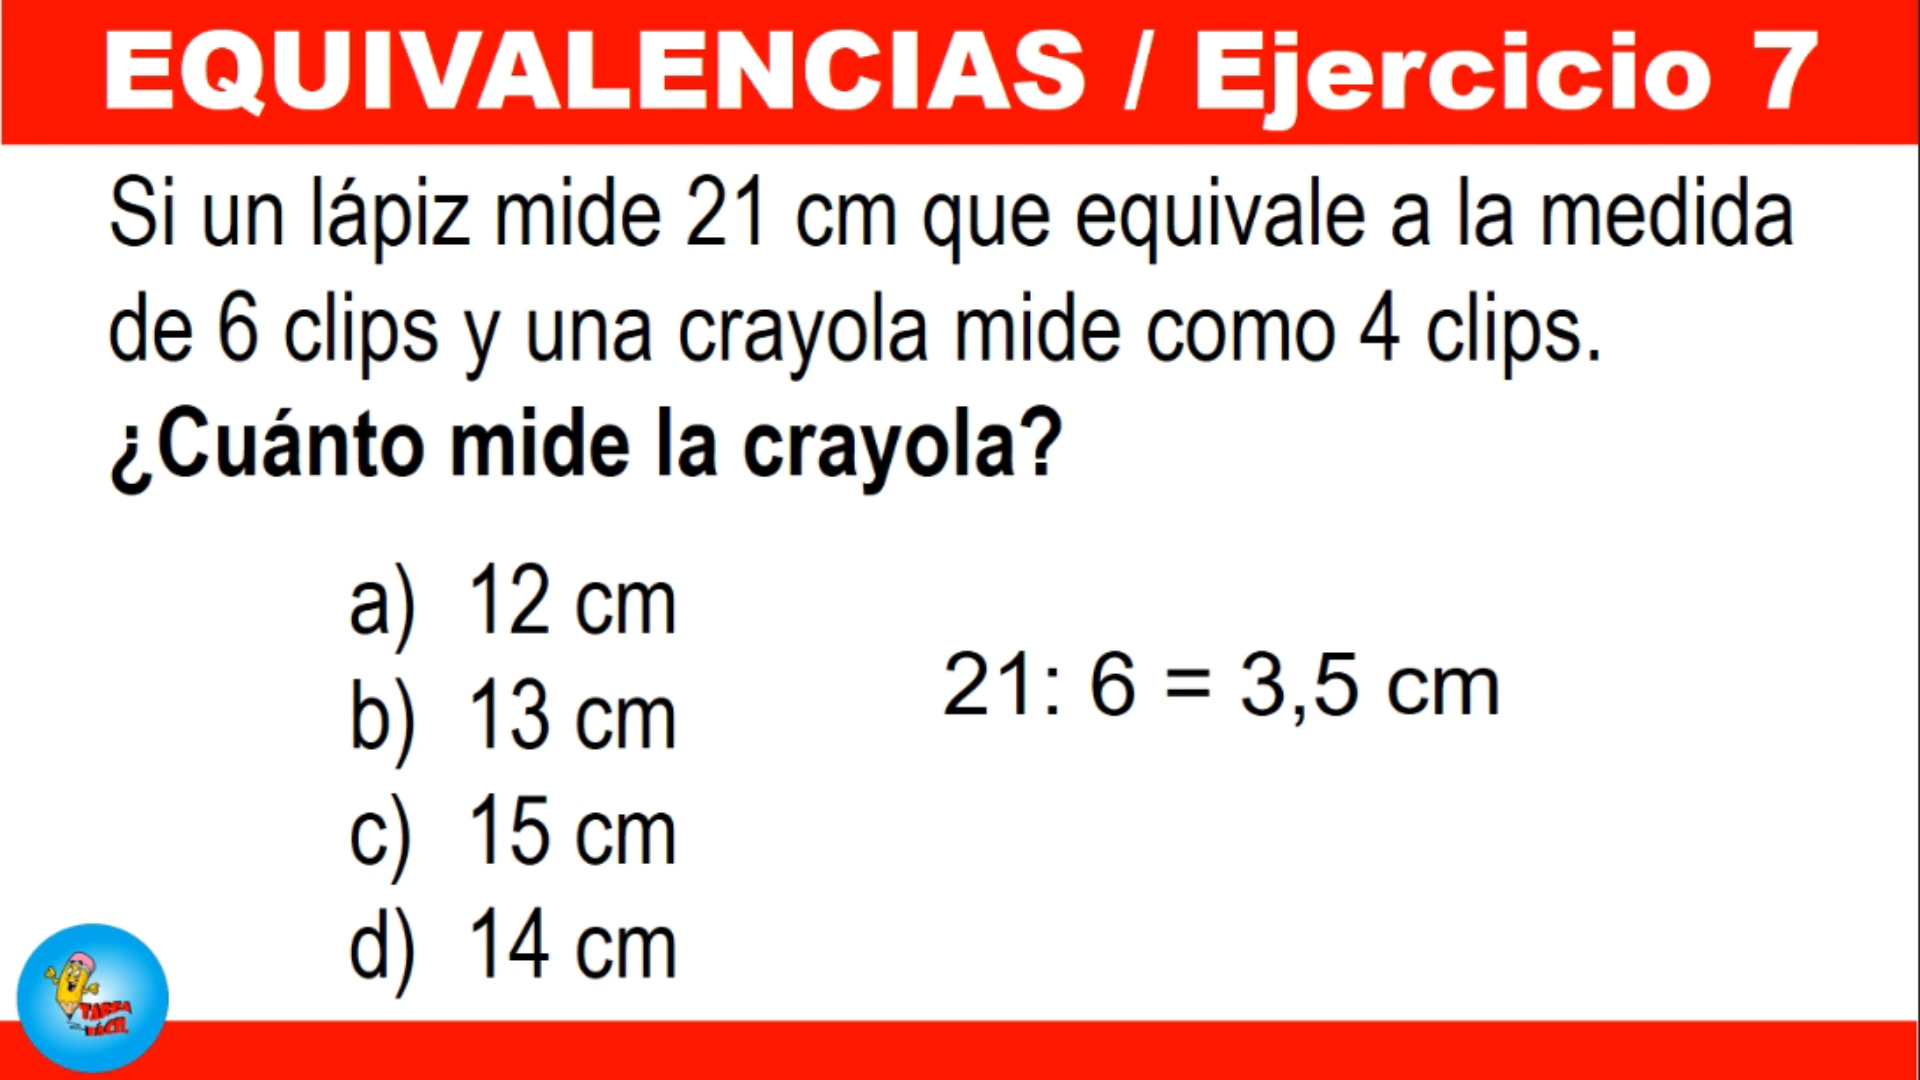 EQUIVALENCIAS / Ejercicio 7
Si un lápiz mide 21 cm que equivale a la medida
de 6 clips y una crayola mide como 4 clips.
¿Cuánto mide la crayola?
a) 12 cm
b) 13 cm
c) 15 cm
d) 14 cm
21: 6 = 3,5 cm
TAREA
FÁCIL